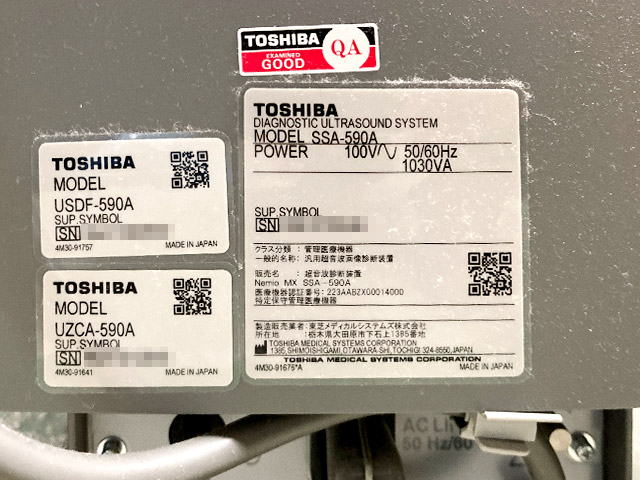 TOSHIBA
EXAMINED
GOOD
QA
TOSHIBA
MODEL
USDF-590A
SUP.SYMBOL
SN
4M30-91757 MADE IN JAPAN
TOSHIBA
MODEL
UZCA-590A
SUP.SYMBOL
SN
4M30-91641 MADE IN JAPAN
TOSHIBA
DIAGNOSTIC ULTRASOUND SYSTEM
MODEL SSA-590A
POWER 100V 50/60Hz
1030VA
SUP.SYMBOL
SN
クラス分類 : 管理医療機器
一般的名称: 汎用超音波画像診断装置
販売名 : 超音波診断装置
Nemio MX SSA-590A
医療機器認証番号: 223AABZX00014000
特定保守管理医療機器
製造販売業者:東芝メディカルシステムズ株式会社
所在地 :栃木県大田原市下石上1385番地
TOSHIBA MEDICAL SYSTEMS CORPORATION
1385,SHIMOISHIGAMI,OTAWARA-SHI,TOCHIGI 324-8550,JAPAN
TOSHIBA MEDICAL SYSTEMS CORPORATION
4M30-91675*A MADE IN JAPAN
AC Li
50 Hz/60